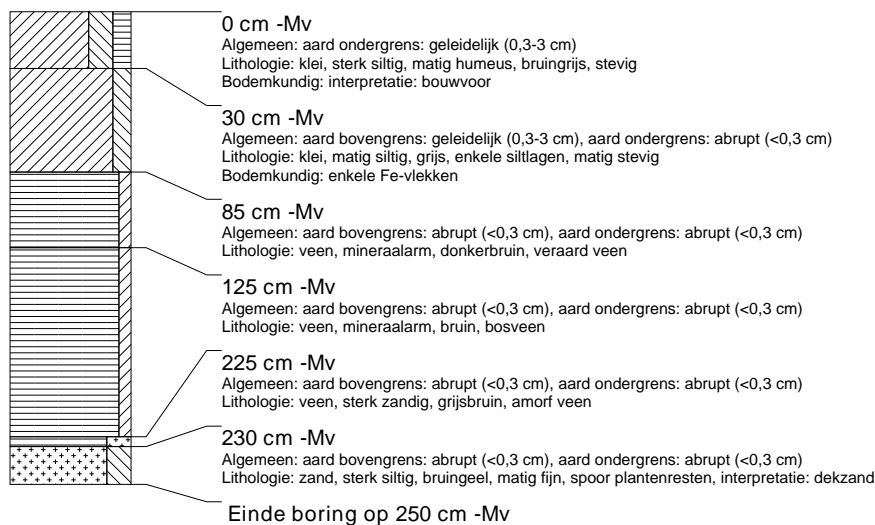 0 cm -Mv
Algemeen: aard ondergrens: geleidelijk (0,3-3 cm)
Lithologie: klei, sterk siltig, matig humeus, bruingrijs, stevig
Bodemkundig: interpretatie: bouwvoor
30 cm -Mv
Algemeen: aard bovengrens: geleidelijk (0,3-3 cm), aard ondergrens: abrupt (<0,3 cm)
Lithologie: klei, matig siltig, grijs, enkele siltlagen, matig stevig
Bodemkundig: enkele Fe-vlekken
85 cm -Mv
Algemeen: aard bovengrens: abrupt (<0,3 cm), aard ondergrens: abrupt (<0,3 cm)
Lithologie: veen, mineraalarm, donkerbruin, veraard veen
125 cm -Mv
Algemeen: aard bovengrens: abrupt (<0,3 cm), aard ondergrens: abrupt (<0,3 cm)
Lithologie: veen, mineraalarm, bruin, bosveen
225 cm -Mv
Algemeen: aard bovengrens: abrupt (<0,3 cm), aard ondergrens: abrupt (<0,3 cm)
Lithologie: veen, sterk zandig, grijsbruin, amorf veen
230 cm -Mv
Algemeen: aard bovengrens: abrupt (<0,3 cm), aard ondergrens: abrupt (<0,3 cm)
Lithologie: zand, sterk siltig, bruingeel, matig fijn, spoor plantenresten, interpretatie: dekzand
Einde boring op 250 cm -Mv